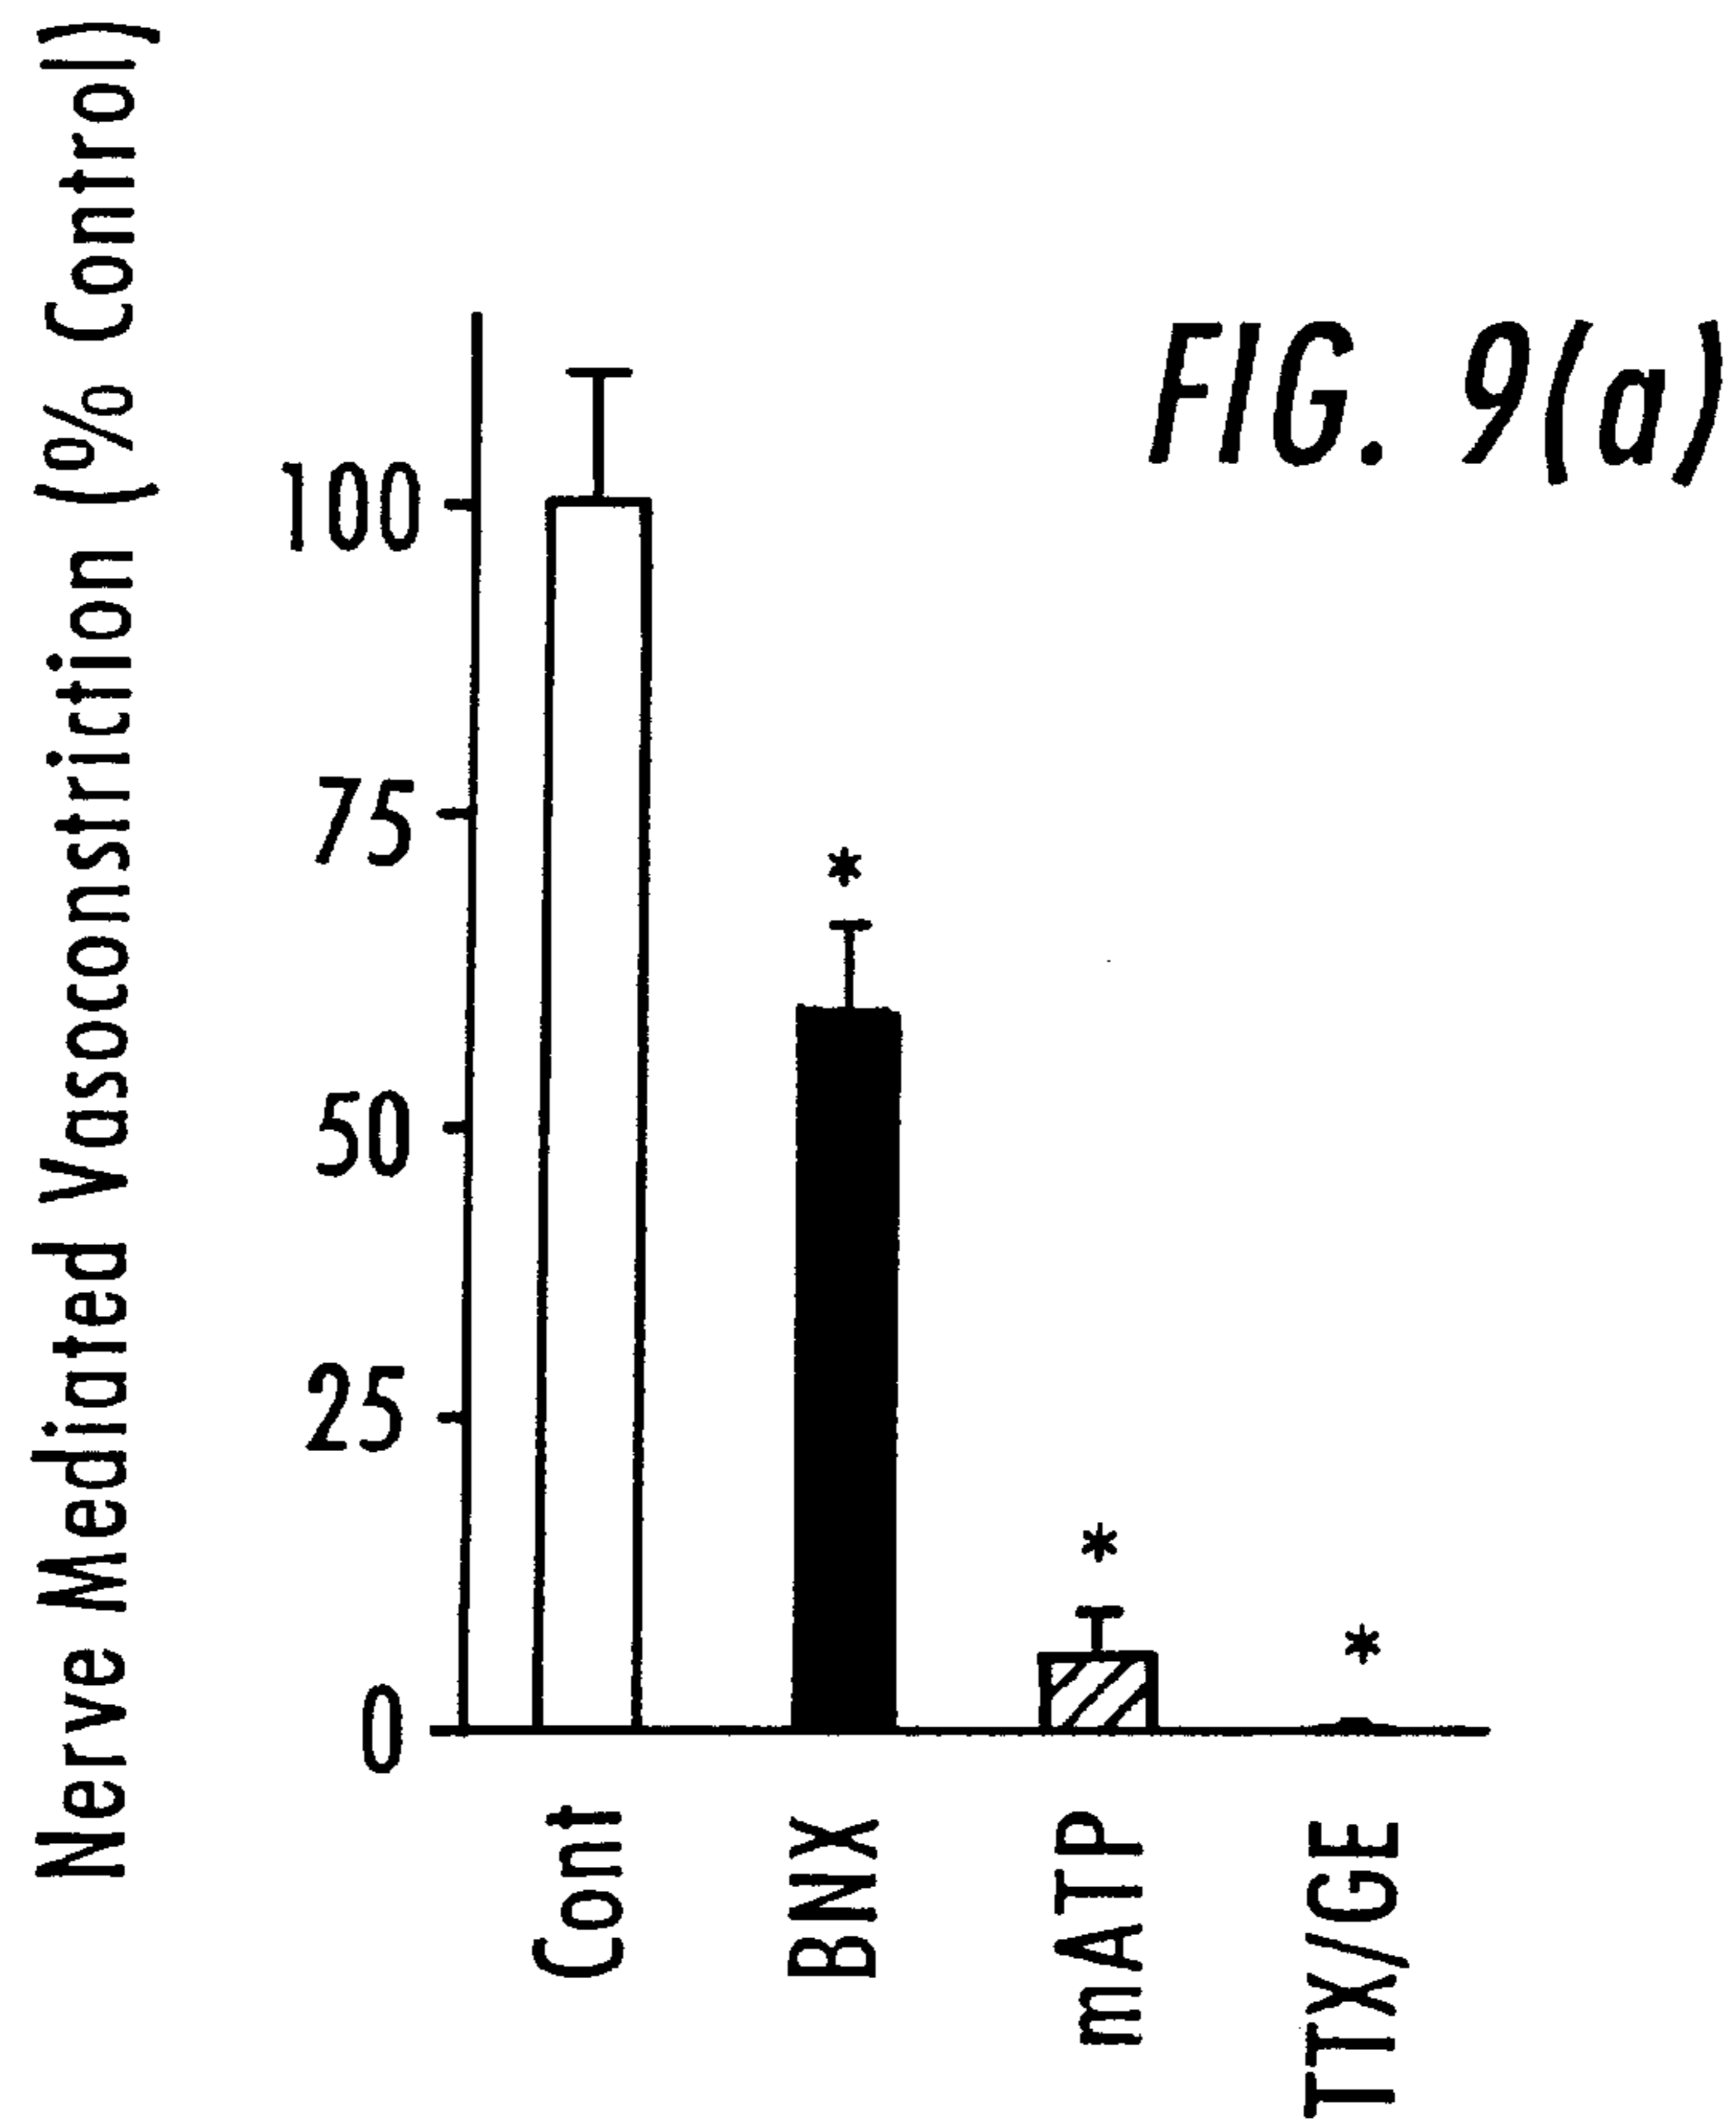 Nerve Mediated Vasoconstriction (% Control)
FIG. 9(a)
100
75
*
50
25
*
*
0
Cont
BNX
mATP
TTX/GE